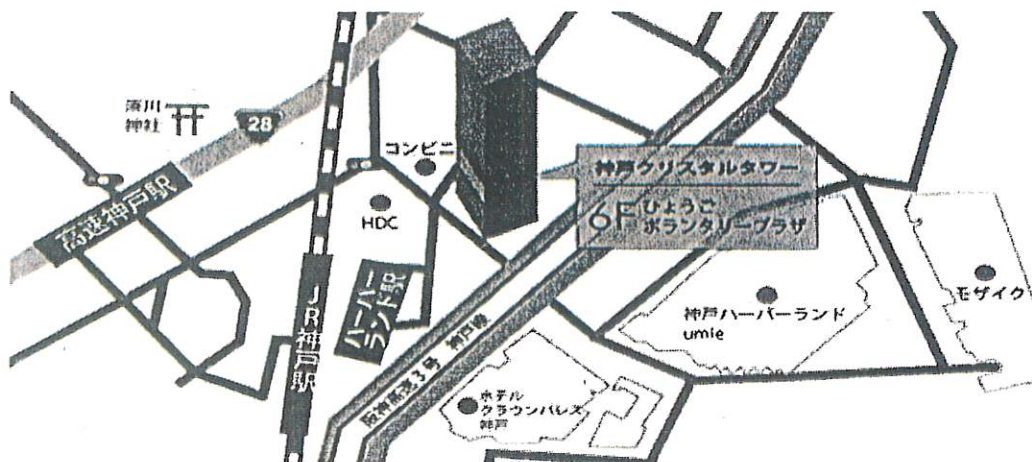 湊川
神社
28
高速神戸駅
コンビニ
HDC
JR神戸駅
ハーバー
ランド駅
神戸クリスタルタワー
6F ひょうご
ボランタリープラザ
阪神高速3号 神戸線
神戸ハーバーランド
umie
モザイク
ホテル
クラウンパレス
神戸